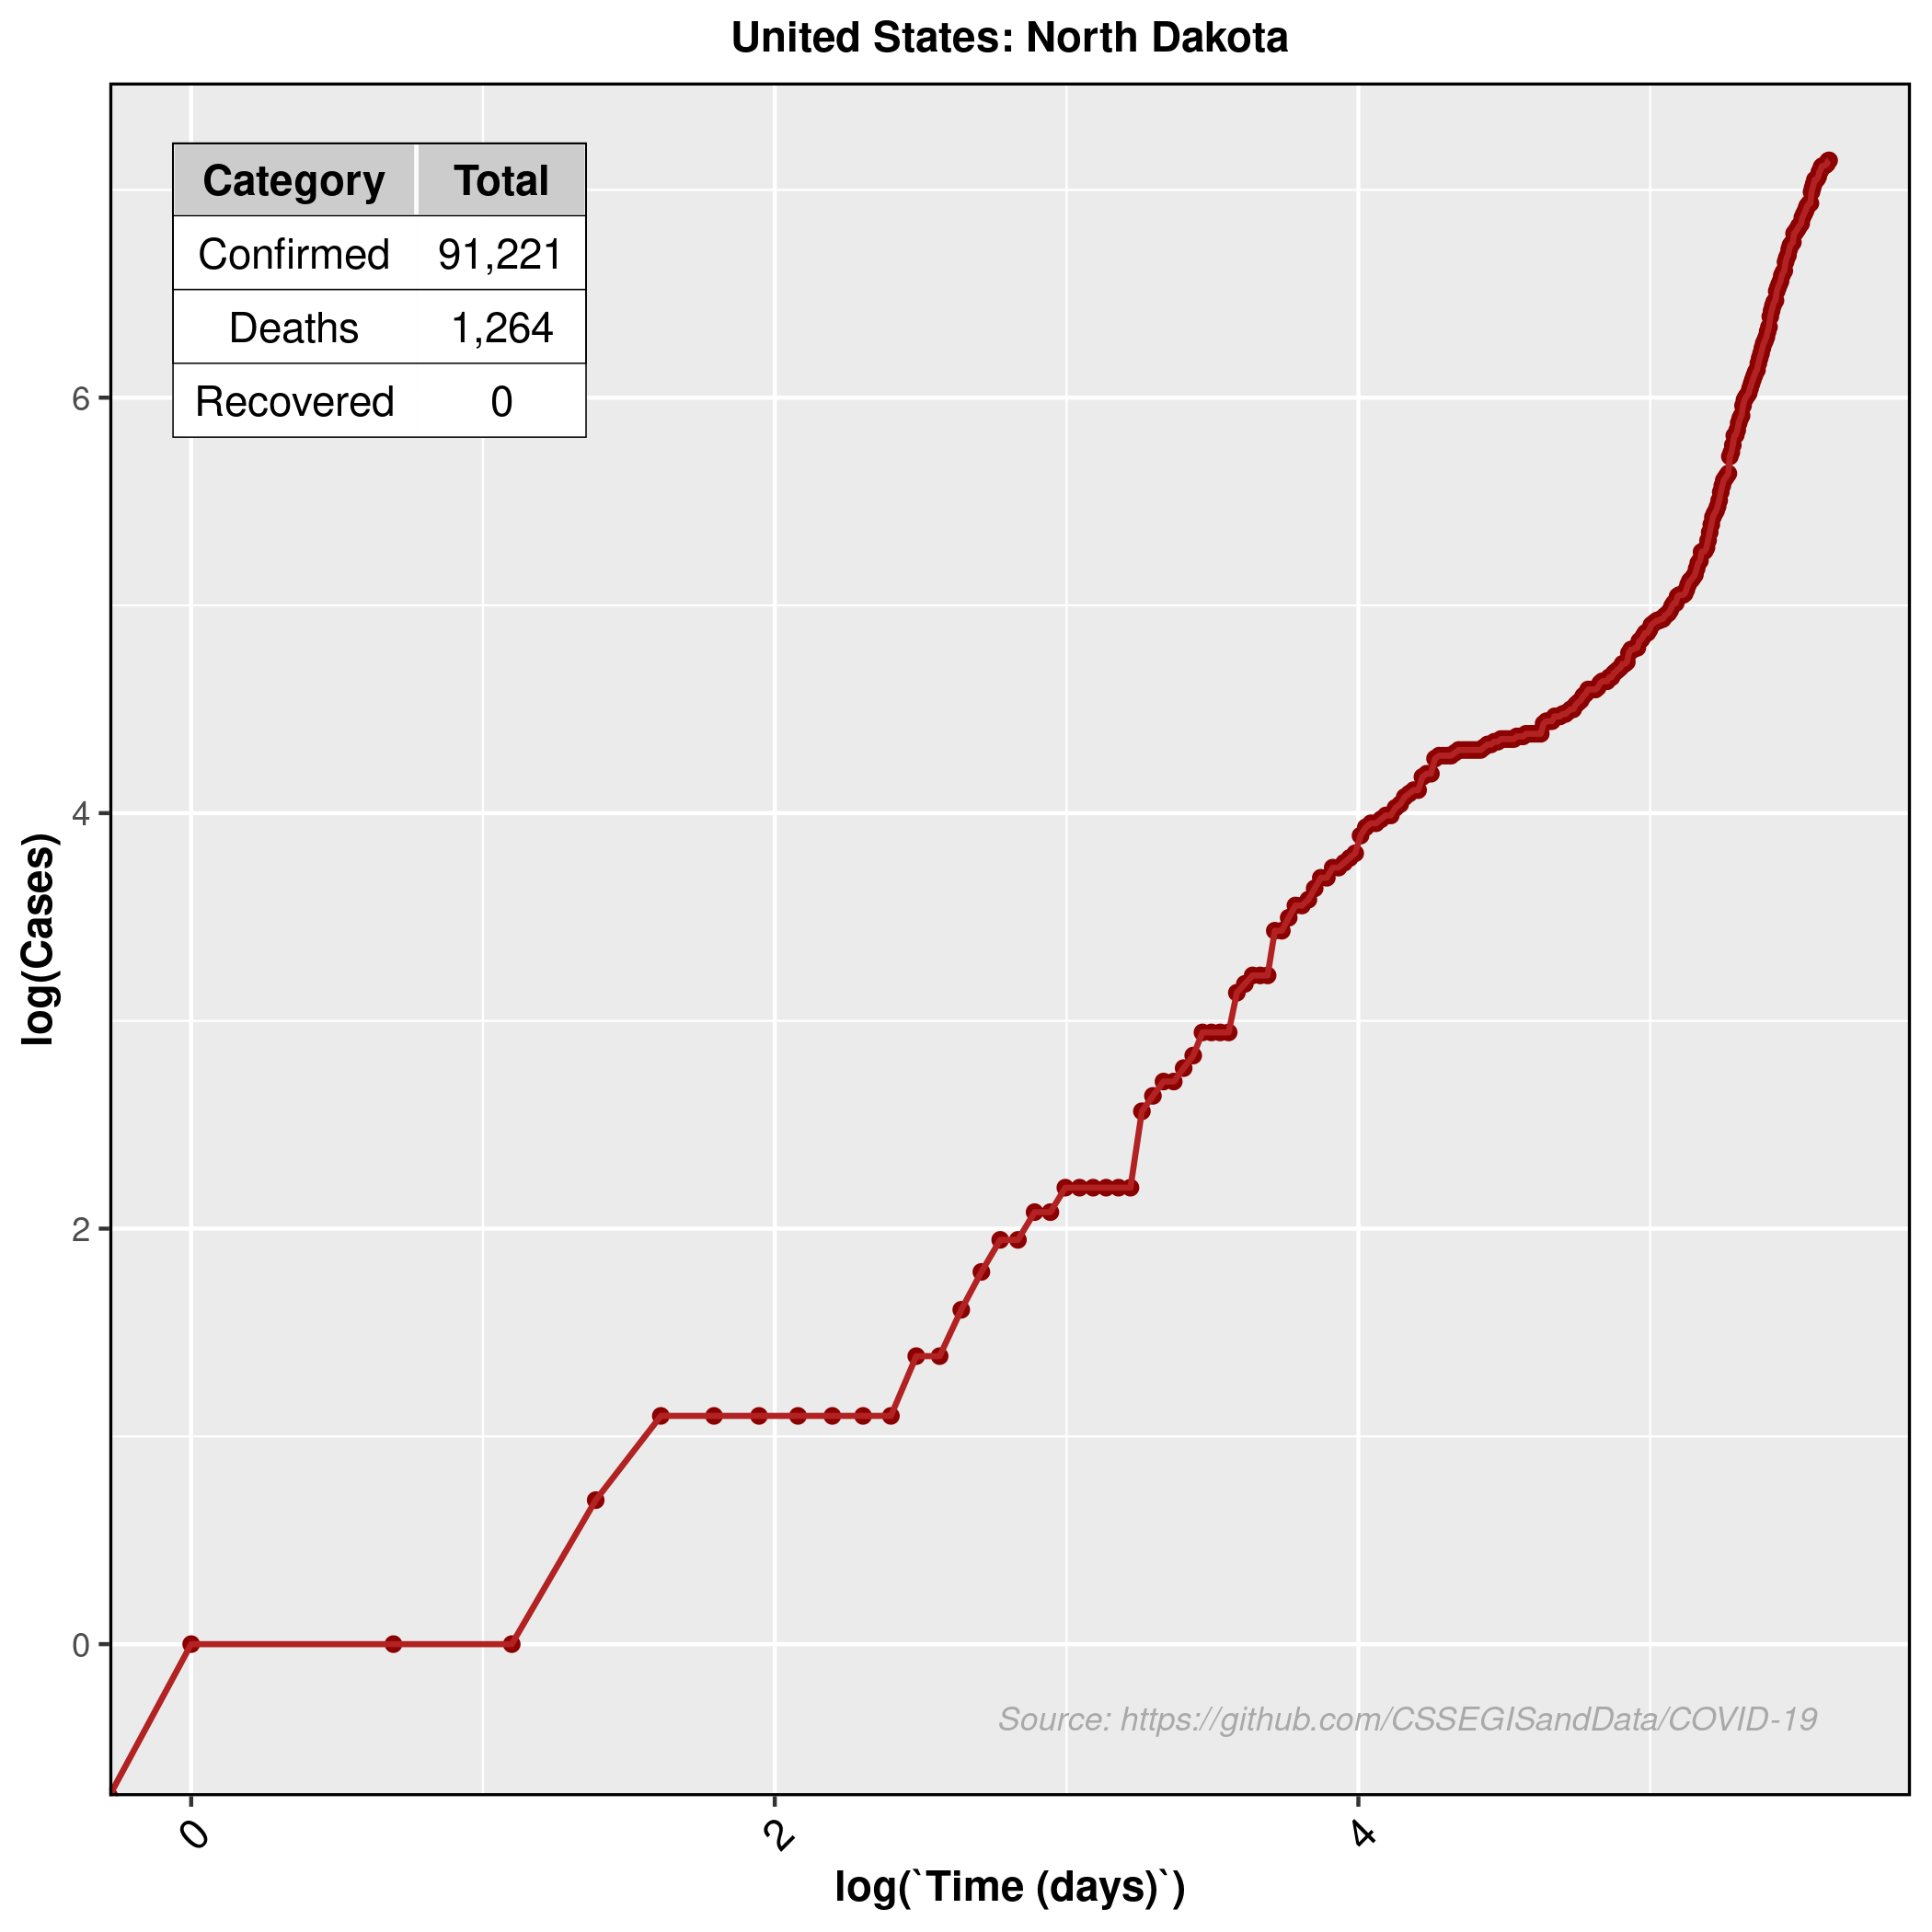 United States: North Dakota
Category Total
Confirmed 91,221
Deaths 1,264
Recovered 0
6
4
2
0
log(Cases)
Source: https://github.com/CSSEGISandData/COVID-19
0 2 4
log(`Time (days)`)